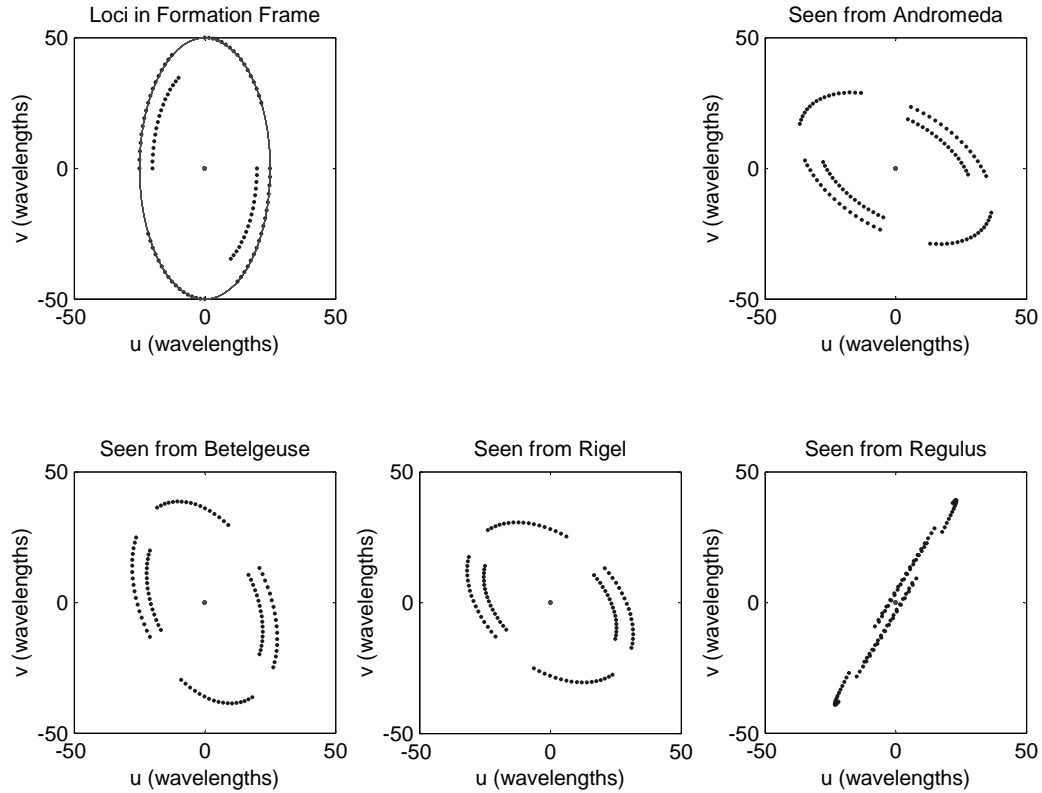 Loci in Formation Frame
50
0
-50
v (wavelengths)
-50 0 50
u (wavelengths)
Seen from Andromeda
50
0
-50
v (wavelengths)
-50 0 50
u (wavelengths)
Seen from Betelgeuse
50
0
-50
v (wavelengths)
-50 0 50
u (wavelengths)
Seen from Rigel
50
0
-50
v (wavelengths)
-50 0 50
u (wavelengths)
Seen from Regulus
50
0
-50
v (wavelengths)
-50 0 50
u (wavelengths)